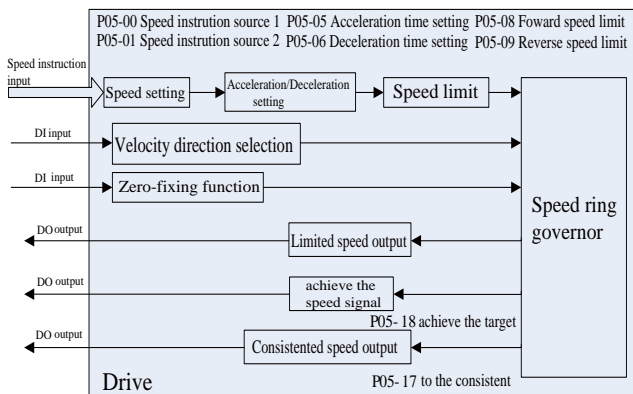 P05-00 Speed instrution source 1 P05-05 Acceleration time setting P05-08 Foward speed limit
P05-01 Speed instrution source 2 P05-06 Deceleration time setting P05-09 Reverse speed limit
Speed instruction
input
Speed setting
Acceleration/Deceleration
setting
Speed limit
DI input
Velocity direction selection
DI input
Zero-fixing function
Speed ring
governor
DO output
Limited speed output
DO output
achieve the
speed signal
P05- 18 achieve the target
DO output
Consistented speed output
P05- 17 to the consistent
Drive